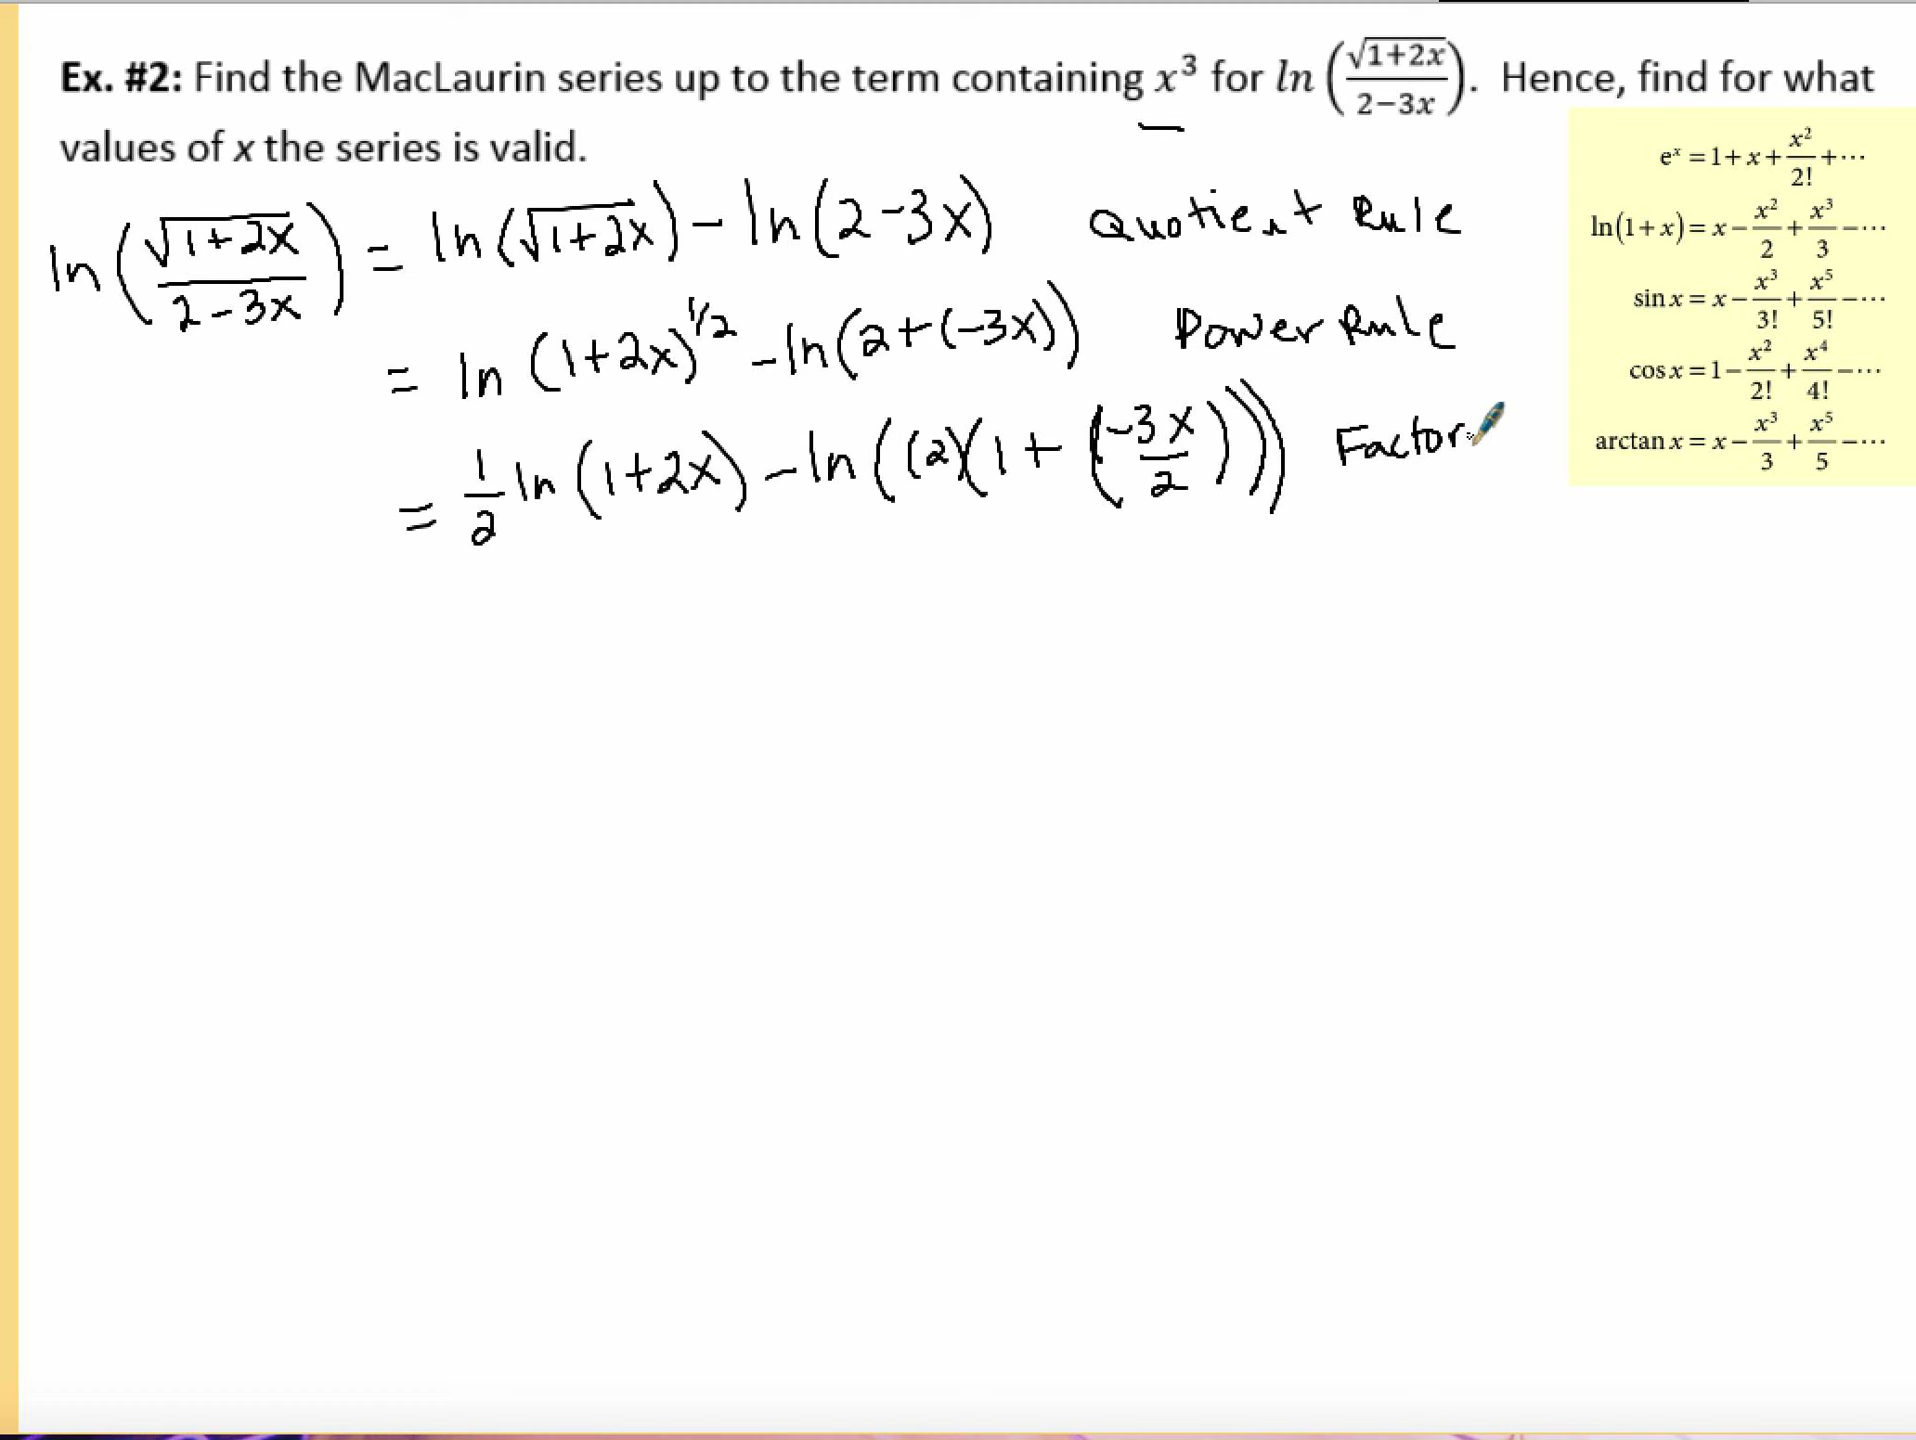 Ex. #2: Find the MacLaurin series up to the term containing x³ for ln(√(1+2x)/(2−3x)). Hence, find for what
values of x the series is valid.
eˣ = 1 + x + x²/2! + ⋯
ln(1+x) = x − x²/2 + x³/3 − ⋯
sin x = x − x³/3! + x⁵/5! − ⋯
cos x = 1 − x²/2! + x⁴/4! − ⋯
arctan x = x − x³/3 + x⁵/5 − ⋯
ln(√(1+2x)/(2-3x)) = ln(√(1+2x)) - ln(2-3x) Quotient Rule
= ln(1+2x)^1/2 - ln(2+(-3x)) Power Rule
= 1/2 ln(1+2x) - ln((2)(1+(-3x/2))) Factor